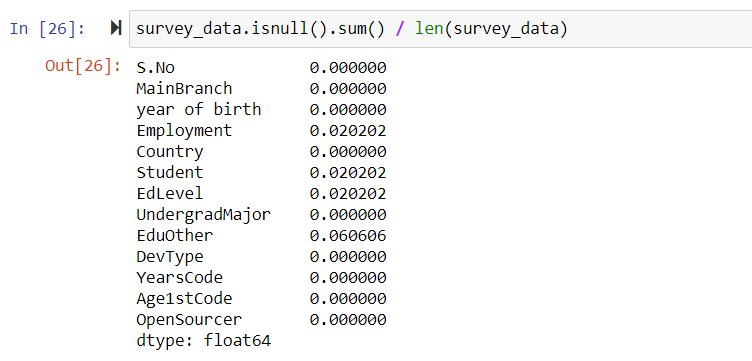 In [26]: survey_data.isnull().sum() / len(survey_data)
Out[26]: S.No 0.000000
MainBranch 0.000000
year of birth 0.000000
Employment 0.020202
Country 0.000000
Student 0.020202
EdLevel 0.020202
UndergradMajor 0.000000
EduOther 0.060606
DevType 0.000000
YearsCode 0.000000
Age1stCode 0.000000
OpenSourcer 0.000000
dtype: float64